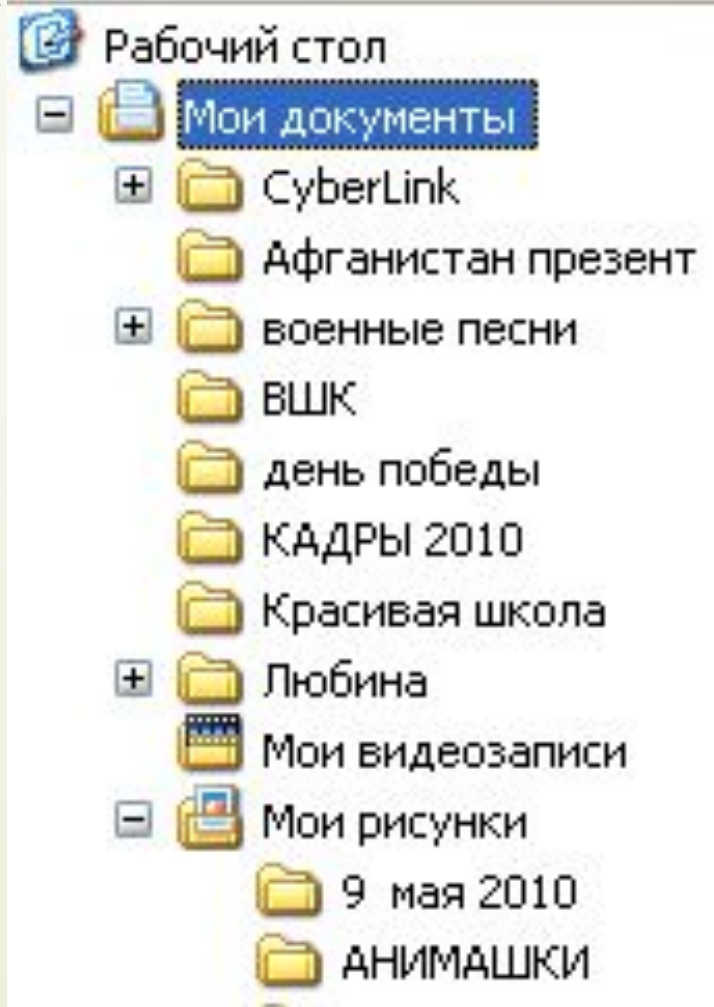 Рабочий стол
Мои документы
CyberLink
Афганистан презент
военные песни
ВШК
день победы
КАДРЫ 2010
Красивая школа
Любина
Мои видеозаписи
Мои рисунки
9 мая 2010
АНИМАШКИ